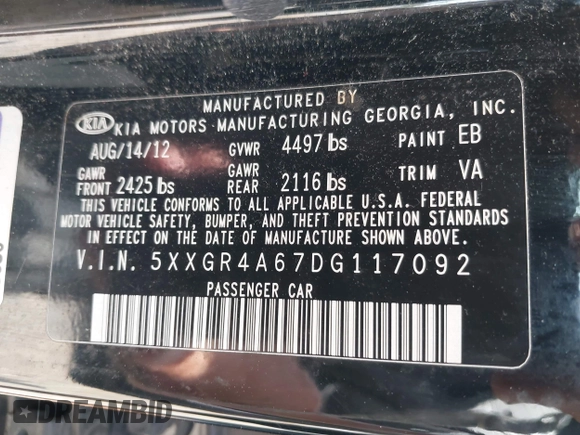 MANUFACTURED BY
KIA KIA MOTORS MANUFACTURING GEORGIA, INC.
AUG/14/12 GVWR 4497 lbs PAINT EB
GAWR FRONT 2425 lbs GAWR REAR 2116 lbs TRIM VA
THIS VEHICLE CONFORMS TO ALL APPLICABLE U.S.A. FEDERAL
MOTOR VEHICLE SAFETY, BUMPER, AND THEFT PREVENTION STANDARDS
IN EFFECT ON THE DATE OF MANUFACTURE SHOWN ABOVE.
V.I.N. 5XXGR4A67DG117092
PASSENGER CAR
DREAMBID